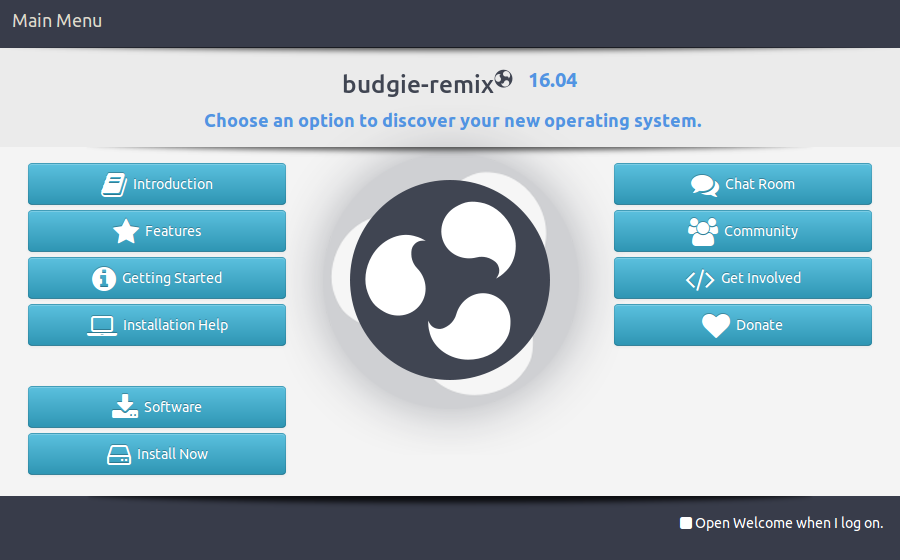 Main Menu
budgie-remix 16.04
Choose an option to discover your new operating system.
Introduction
Features
Getting Started
Installation Help
Software
Install Now
Chat Room
Community
Get Involved
Donate
Open Welcome when I log on.